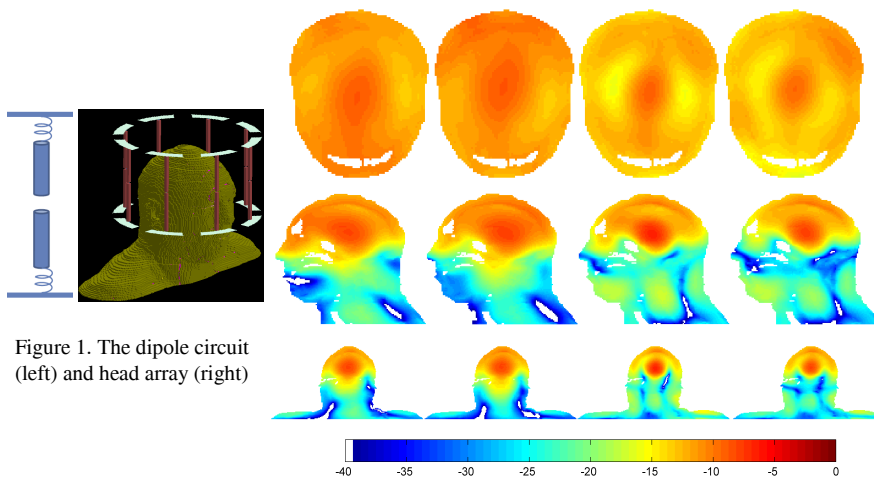 Figure 1. The dipole circuit
(left) and head array (right)
-40 -35 -30 -25 -20 -15 -10 -5 0